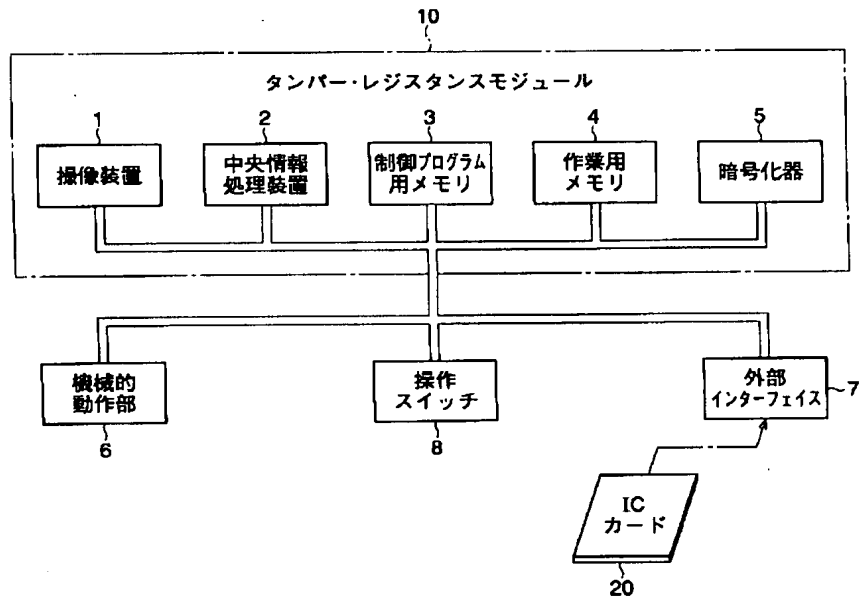 10
タンパー・レジスタンスモジュール
1
2
3
4
5
撮像装置
中央情報
処理装置
制御プログラム
用メモリ
作業用
メモリ
暗号化器
機械的
動作部
操作
スイッチ
外部
インターフェイス
7
6
8
IC
カード
20